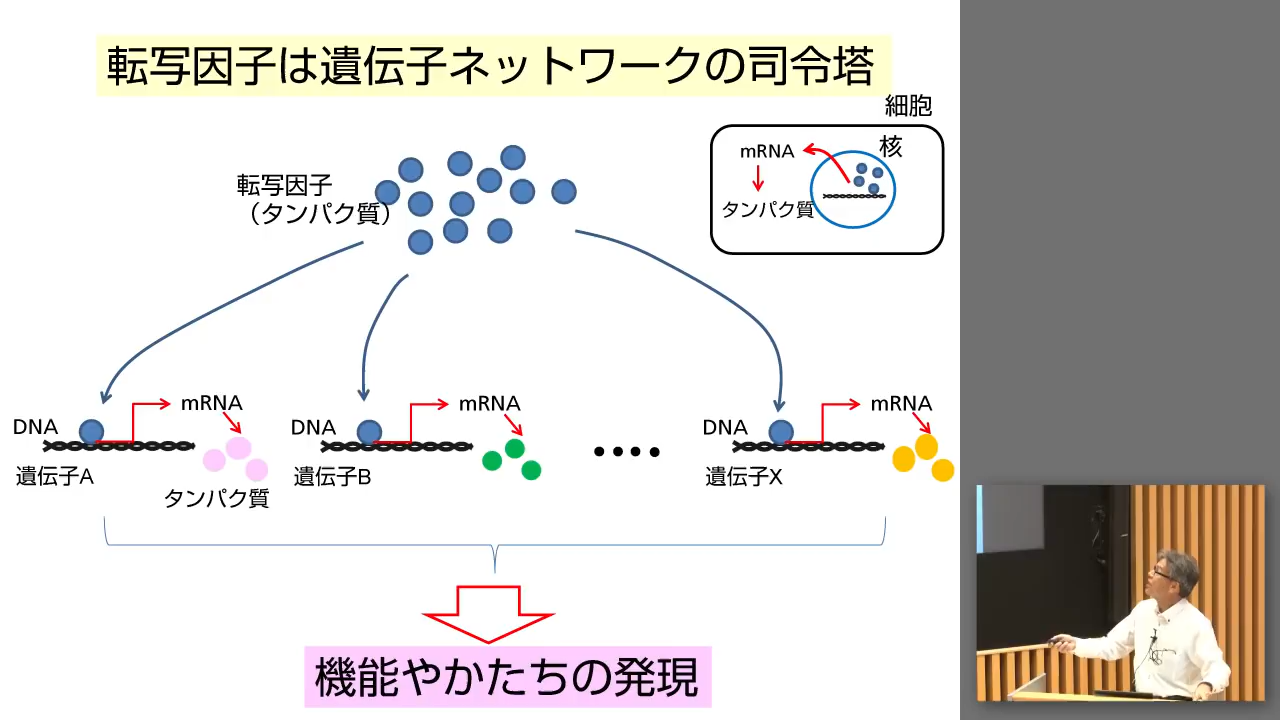 転写因子は遺伝子ネットワークの司令塔
細胞
核
mRNA
タンパク質
転写因子
（タンパク質）
DNA
mRNA
遺伝子A
タンパク質
DNA
mRNA
遺伝子B
DNA
mRNA
遺伝子X
機能やかたちの発現